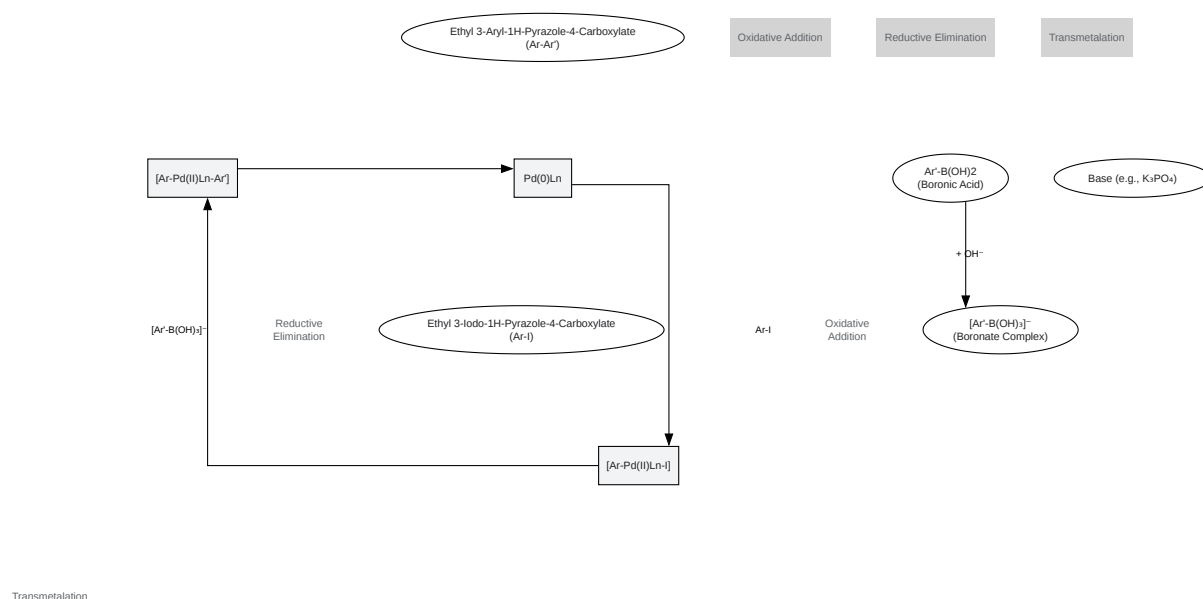 Ethyl 3-Aryl-1H-Pyrazole-4-Carboxylate
(Ar-Ar')
Oxidative Addition
Reductive Elimination
Transmetalation
[Ar-Pd(II)Ln-Ar']
Pd(0)Ln
Ar'-B(OH)2
(Boronic Acid)
Base (e.g., K₃PO₄)
+ OH⁻
[Ar'-B(OH)₃]⁻
Reductive
Elimination
Ethyl 3-Iodo-1H-Pyrazole-4-Carboxylate
(Ar-I)
Ar-I
Oxidative
Addition
[Ar'-B(OH)₃]⁻
(Boronate Complex)
[Ar-Pd(II)Ln-I]
Transmetalation